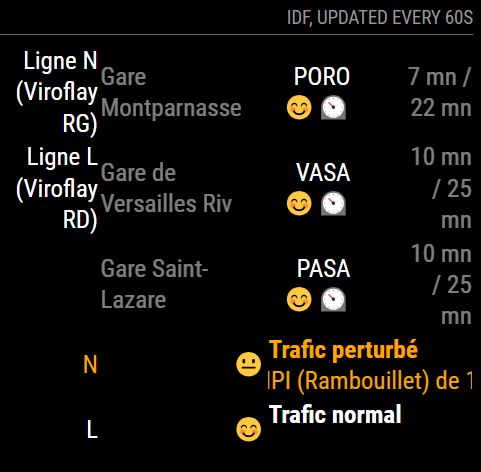 IDF, UPDATED EVERY 60S
Ligne N (Viroflay RG) Gare Montparnasse PORO 7 mn / 22 mn
Ligne L (Viroflay RD) Gare de Versailles Riv VASA 10 mn / 25 mn
Gare Saint-Lazare PASA 10 mn / 25 mn
N Trafic perturbé
(Rambouillet) de
L Trafic normal